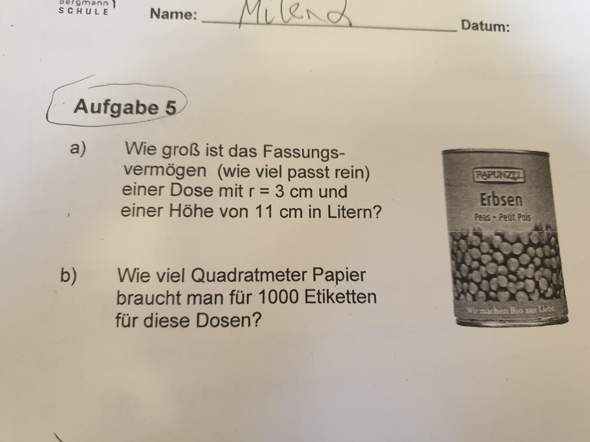 Bergmann
SCHULE
Name: Milena
Datum:
Aufgabe 5
a) Wie groß ist das Fassungs-
vermögen (wie viel passt rein)
einer Dose mit r = 3 cm und
einer Höhe von 11 cm in Litern?
RAPUNZEL
Erbsen
Peas - Petit Pois
Wir machen Bio aus Liebe
b) Wie viel Quadratmeter Papier
braucht man für 1000 Etiketten
für diese Dosen?